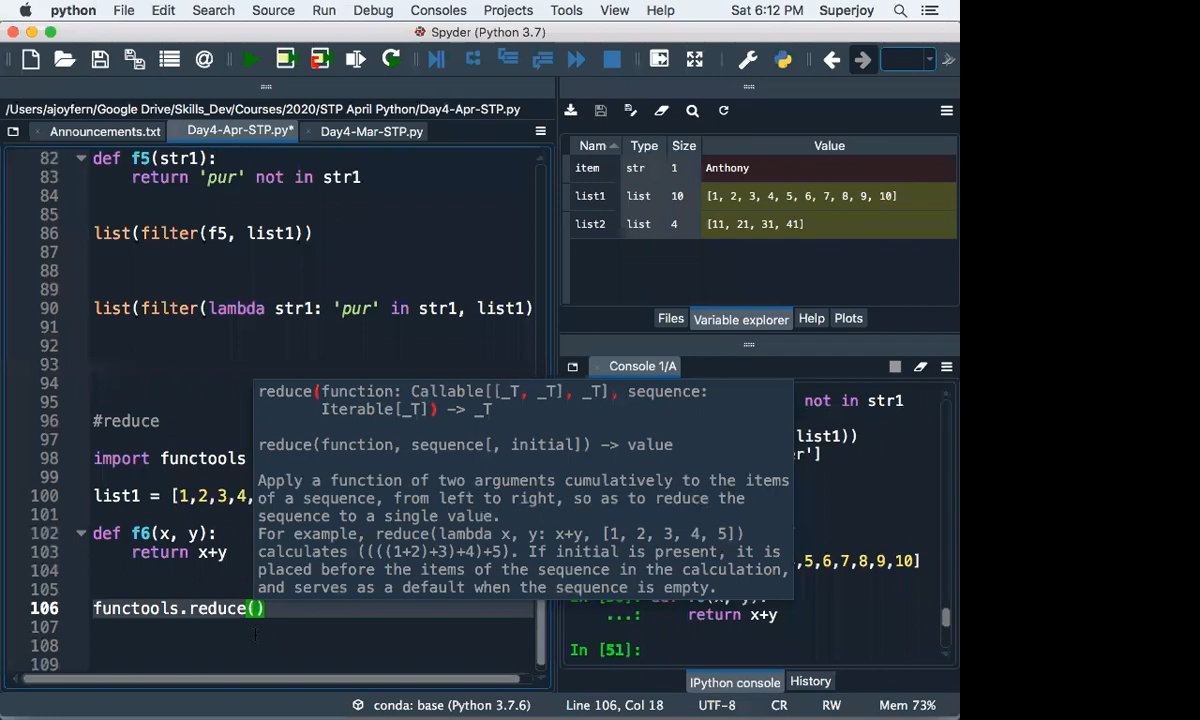 python File Edit Search Source Run Debug Consoles Projects Tools View Help Sat 6:12 PM Superjoy
Spyder (Python 3.7)
/Users/ajoyfern/Google Drive/Skills_Dev/Courses/2020/STP April Python/Day4-Apr-STP.py
Announcements.txt Day4-Apr-STP.py* Day4-Mar-STP.py
82 def f5(str1):
83 return 'pur' not in str1
84
85
86 list(filter(f5, list1))
87
88
89
90 list(filter(lambda str1: 'pur' in str1, list1)
91
92
93
94
95
96 #reduce
97
98 import functools
99
100 list1 = [1,2,3,4,
101
102 def f6(x, y):
103 return x+y
104
105
106 functools.reduce()
107
108
109
reduce(function: Callable[[_T, _T], _T], sequence:
Iterable[_T]) -> _T
reduce(function, sequence[, initial]) -> value
Apply a function of two arguments cumulatively to the items
of a sequence, from left to right, so as to reduce the
sequence to a single value.
For example, reduce(lambda x, y: x+y, [1, 2, 3, 4, 5])
calculates ((((1+2)+3)+4)+5). If initial is present, it is
placed before the items of the sequence in the calculation,
and serves as a default when the sequence is empty.
Nam Type Size Value
item str 1 Anthony
list1 list 10 [1, 2, 3, 4, 5, 6, 7, 8, 9, 10]
list2 list 4 [11, 21, 31, 41]
Files Variable explorer Help Plots
Console 1/A
not in str1
list1))
er']
,5,6,7,8,9,10]
...: return x+y
In [51]:
IPython console History
conda: base (Python 3.7.6) Line 106, Col 18 UTF-8 CR RW Mem 73%